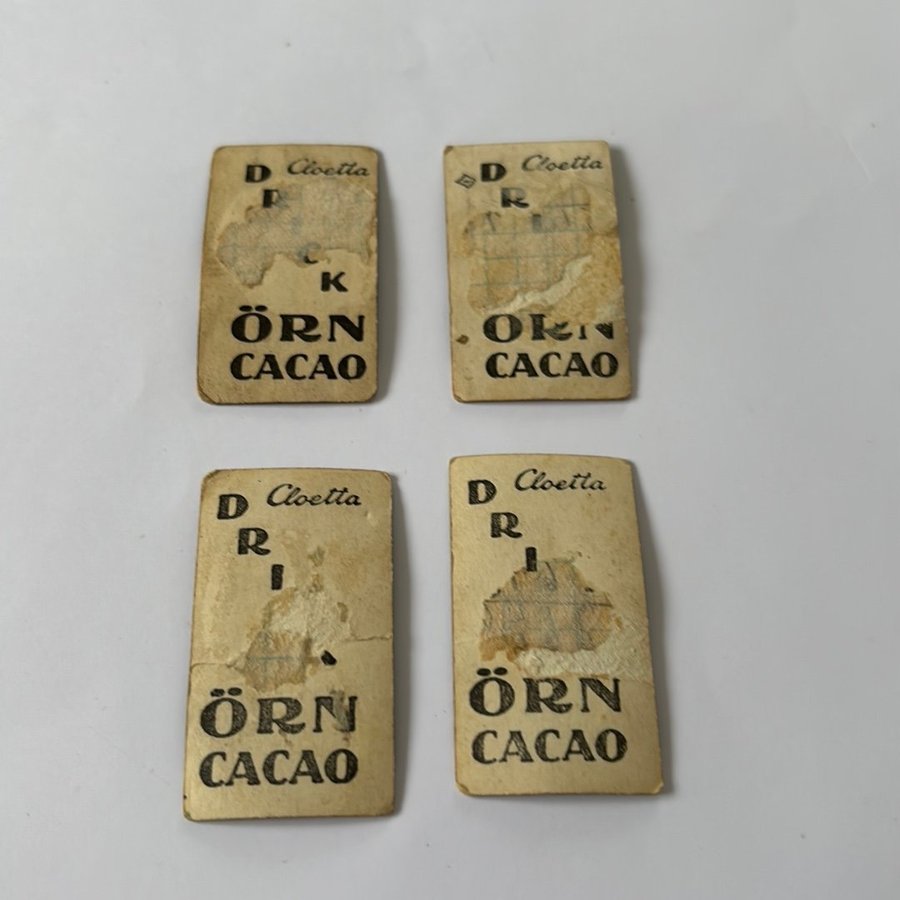 D Cloetta
R
C
K
ÖRN
CACAO
D Cloetta
R
I
ÖRN
CACAO
D Cloetta
R
I
ÖRN
CACAO
D Cloetta
R
I
ÖRN
CACAO